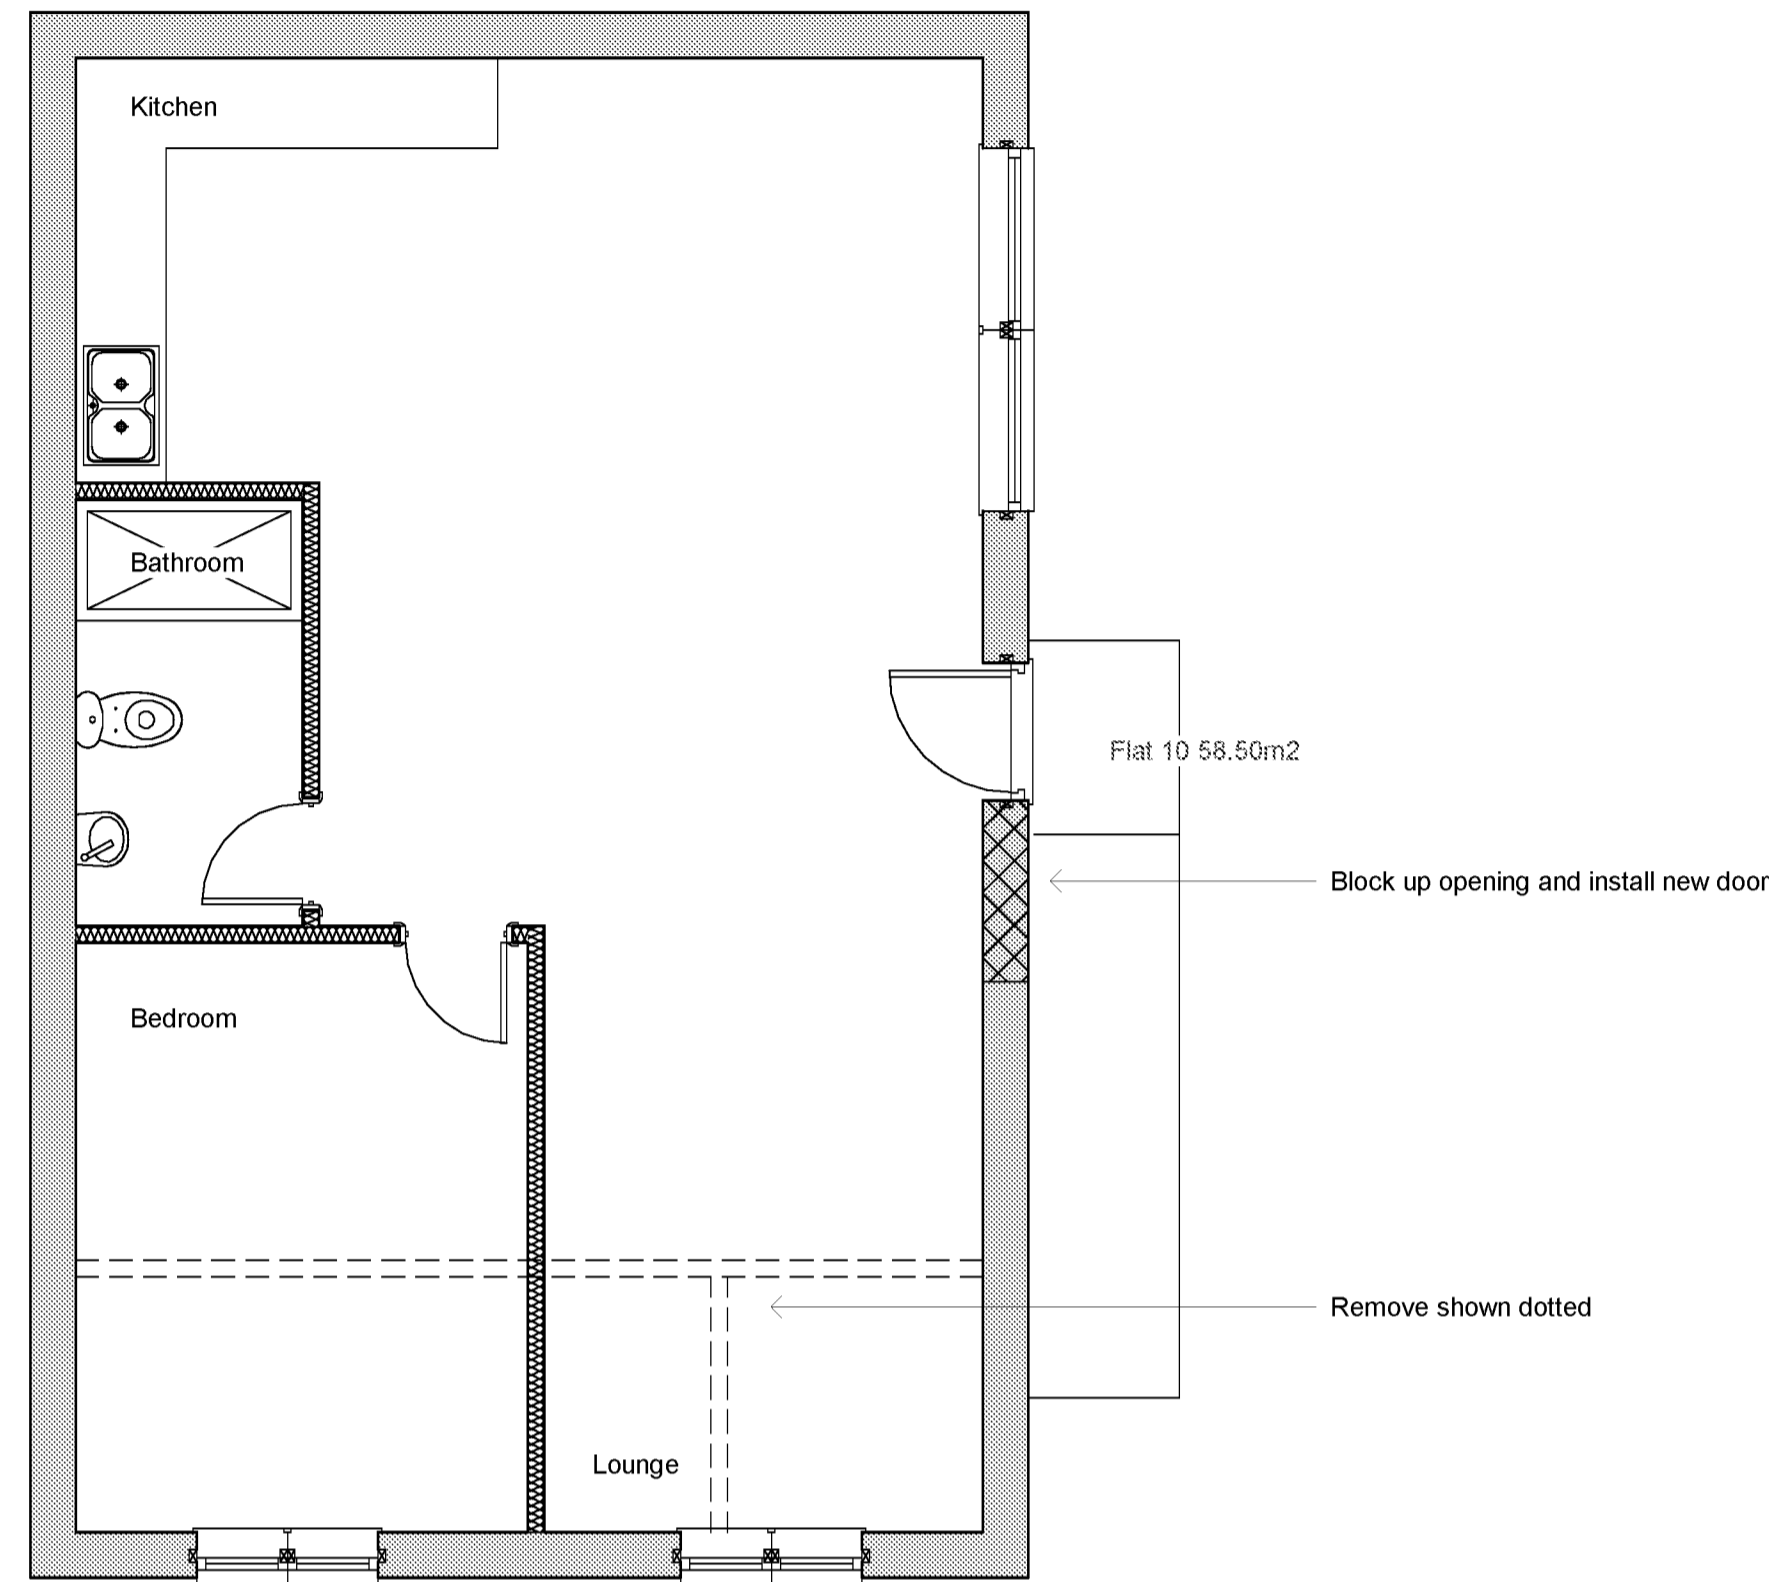 Kitchen
Bathroom
Flat 10 58.50m2
Block up opening and install new door
Bedroom
Remove shown dotted
Lounge